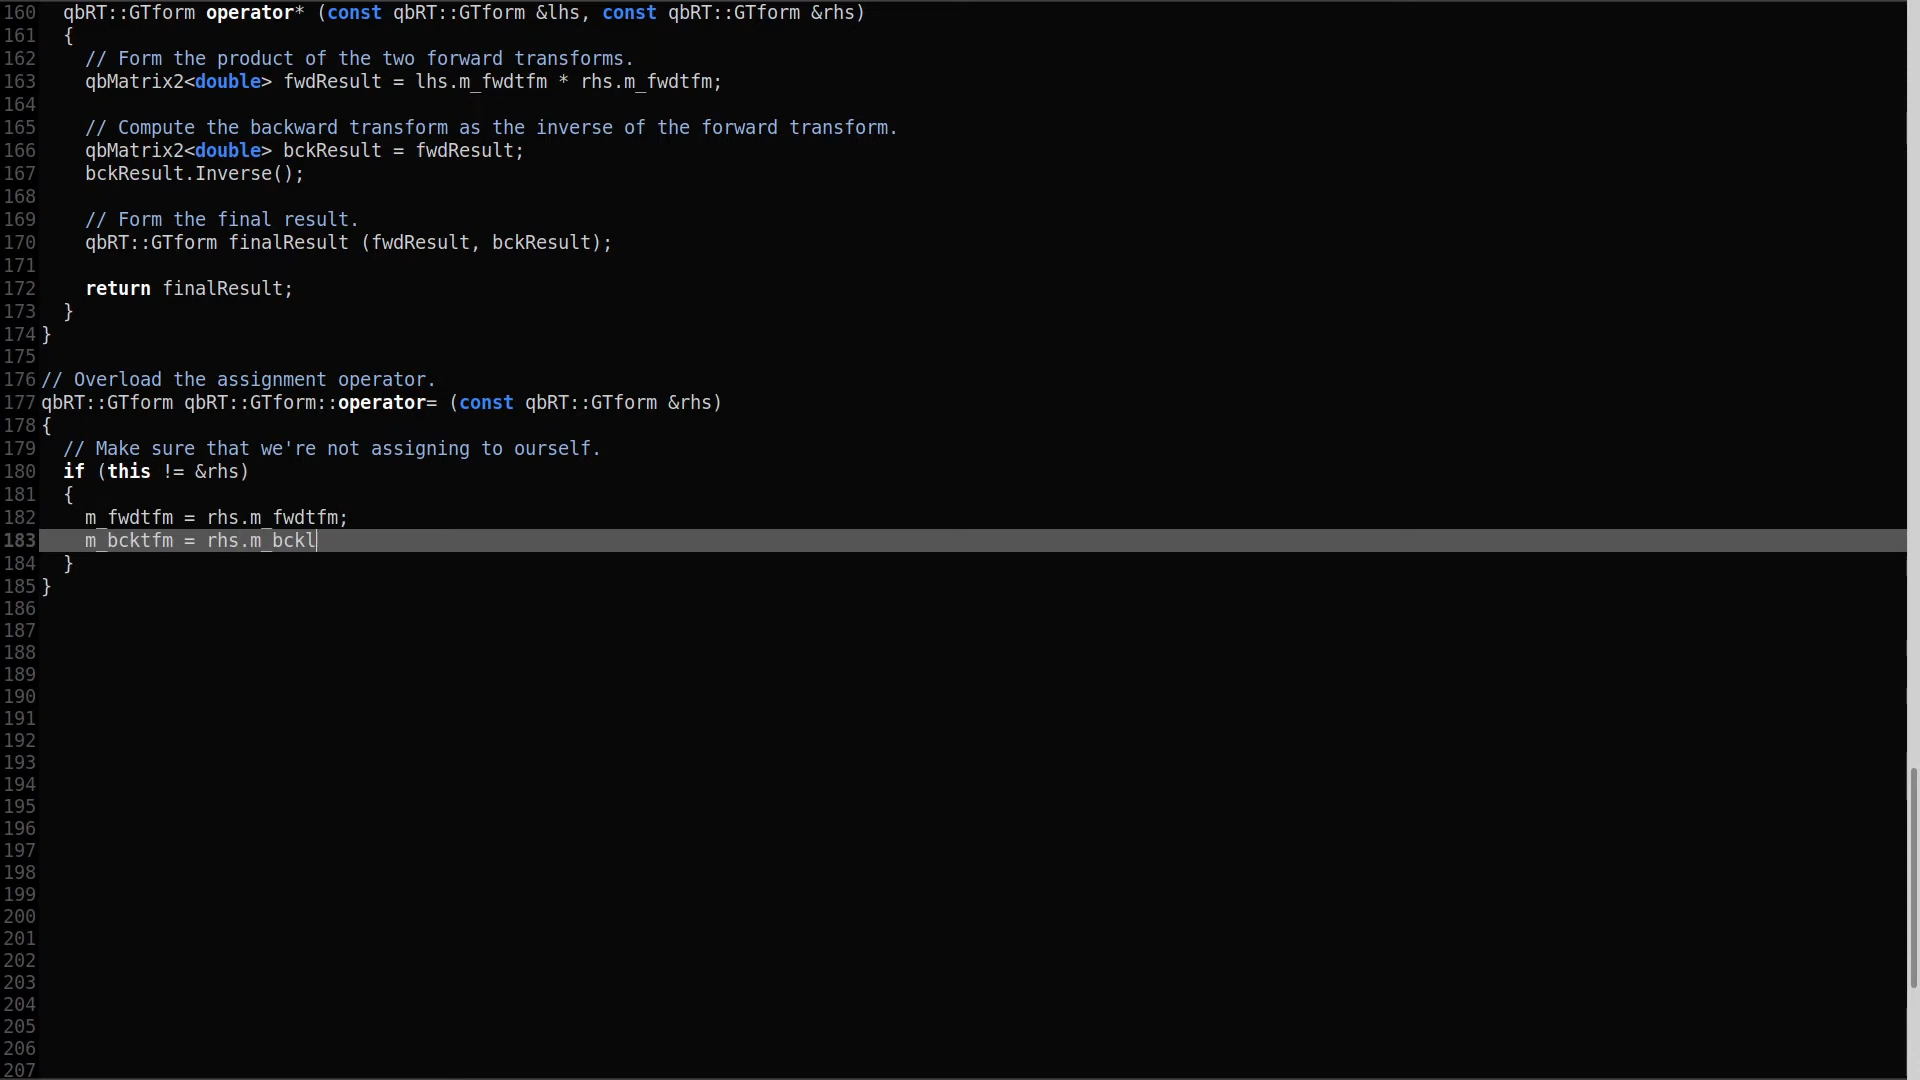 160 qbRT::GTform operator* (const qbRT::GTform &lhs, const qbRT::GTform &rhs)
161 {
162 // Form the product of the two forward transforms.
163 qbMatrix2<double> fwdResult = lhs.m_fwdtfm * rhs.m_fwdtfm;
164
165 // Compute the backward transform as the inverse of the forward transform.
166 qbMatrix2<double> bckResult = fwdResult;
167 bckResult.Inverse();
168
169 // Form the final result.
170 qbRT::GTform finalResult (fwdResult, bckResult);
171
172 return finalResult;
173 }
174 }
175
176 // Overload the assignment operator.
177 qbRT::GTform qbRT::GTform::operator= (const qbRT::GTform &rhs)
178 {
179 // Make sure that we're not assigning to ourself.
180 if (this != &rhs)
181 {
182 m_fwdtfm = rhs.m_fwdtfm;
183 m_bcktfm = rhs.m_bckl
184 }
185 }
186
187
188
189
190
191
192
193
194
195
196
197
198
199
200
201
202
203
204
205
206
207